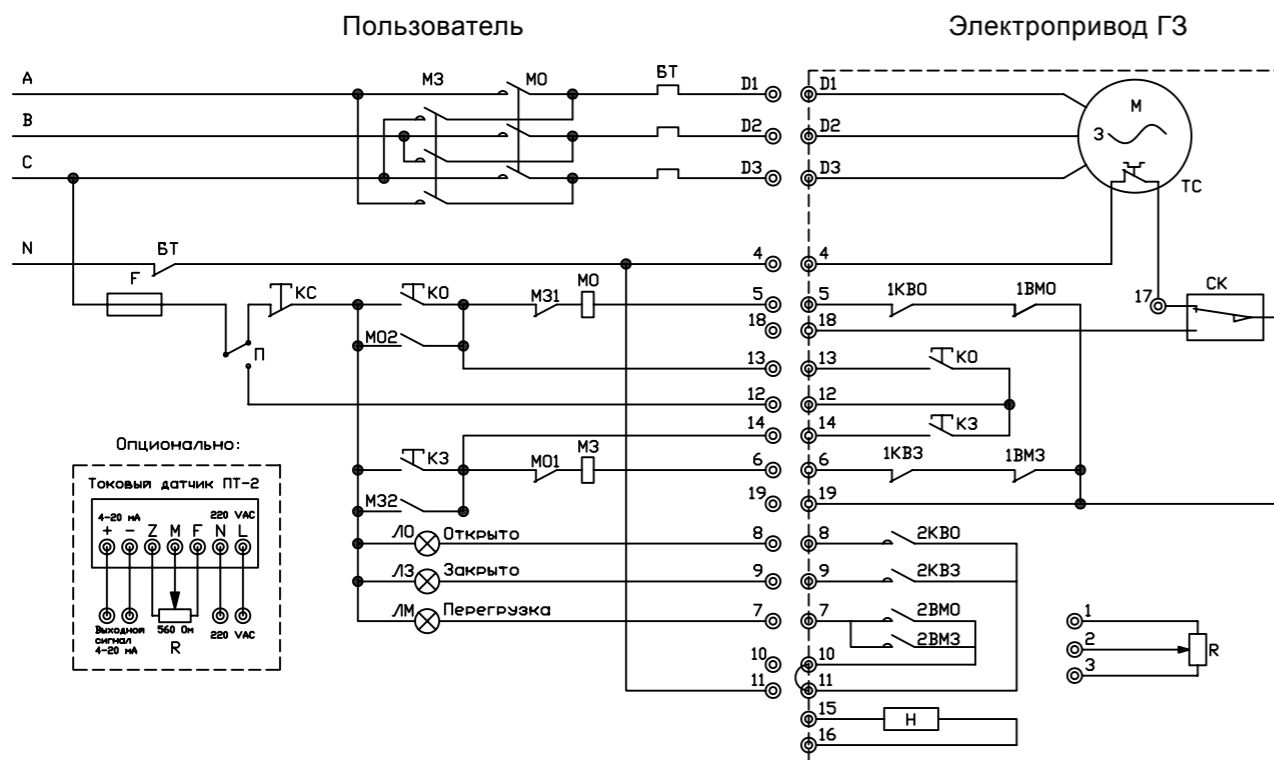 Пользователь
Электропривод ГЗ
A
МЗ
МО
БТ
D1
D1
B
D2
D2
C
D3
D3
М
3
ТС
N
БТ
4
4
F
КС
КО
МЗ1
МО
5
5
1КВО
1ВМО
17
СК
18
18
П
МО2
13
13
КО
12
12
14
14
КЗ
Опционально:
КЗ
МО1
МЗ
6
6
1КВЗ
1ВМЗ
Токовый датчик ПТ-2
МЗ2
19
19
4-20 мА
220 VAC
+ − Z M F N L
ЛО
Открыто
8
8
2КВО
ЛЗ
Закрыто
9
9
2КВЗ
ЛМ
Перегрузка
7
7
2ВМО
2ВМЗ
1
2
3
R
Выходной
сигнал
4-20 мА
560 Ом
R
220 VAC
10
10
11
11
15
Н
16